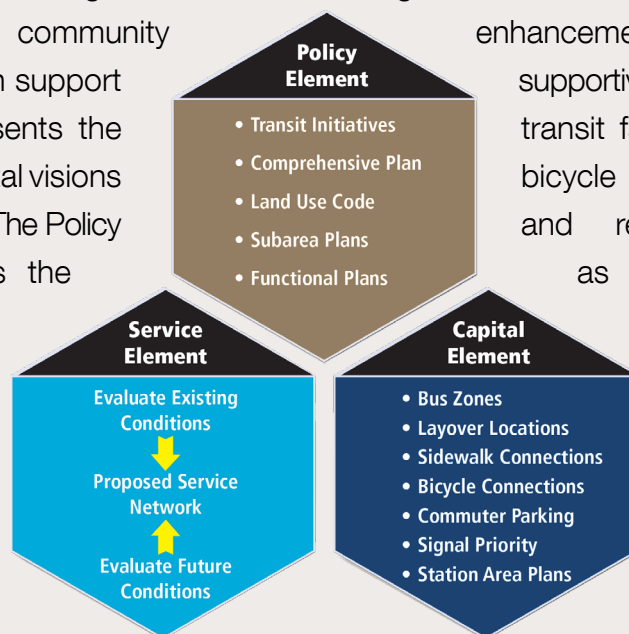 community
support
sents the
al visions
The Policy
the
enhanceme
supportiv
transit f
bicycle
and re
as
Policy
Element
• Transit Initiatives
• Comprehensive Plan
• Land Use Code
• Subarea Plans
• Functional Plans
Service
Element
Evaluate Existing
Conditions
Proposed Service
Network
Evaluate Future
Conditions
Capital
Element
• Bus Zones
• Layover Locations
• Sidewalk Connections
• Bicycle Connections
• Commuter Parking
• Signal Priority
• Station Area Plans